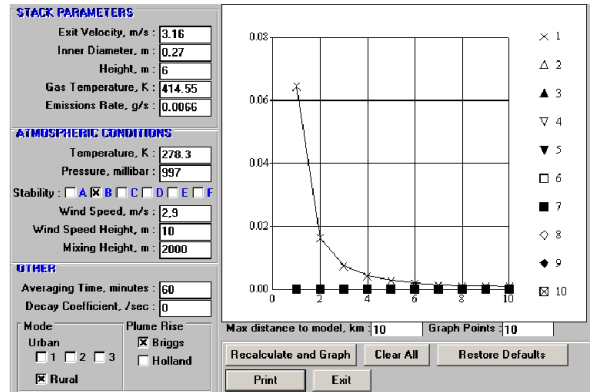 STACK PARAMETERS
Exit Velocity, m/s : 3.16
Inner Diameter, m : 0.27
Height, m : 6
Gas Temperature, K : 414.55
Emissions Rate, g/s : 0.0066
ATMOSPHERIC CONDITIONS
Temperature, K : 278.3
Pressure, millibar : 997
Stability : A B C D E F
Wind Speed, m/s : 2,9
Wind Speed Height, m : 10
Mixing Height, m : 2000
OTHER
Averaging Time, minutes : 60
Decay Coefficient, /sec : 0
Mode
Urban
1 2 3
Rural
Plume Rise
Briggs
Holland
0.08
0.06
0.04
0.02
0.00
0 2 4 6 8 10
1
2
3
4
5
6
7
8
9
10
Max distance to model, km : 10 Graph Points : 10
Recalculate and Graph Clear All Restore Defaults
Print Exit